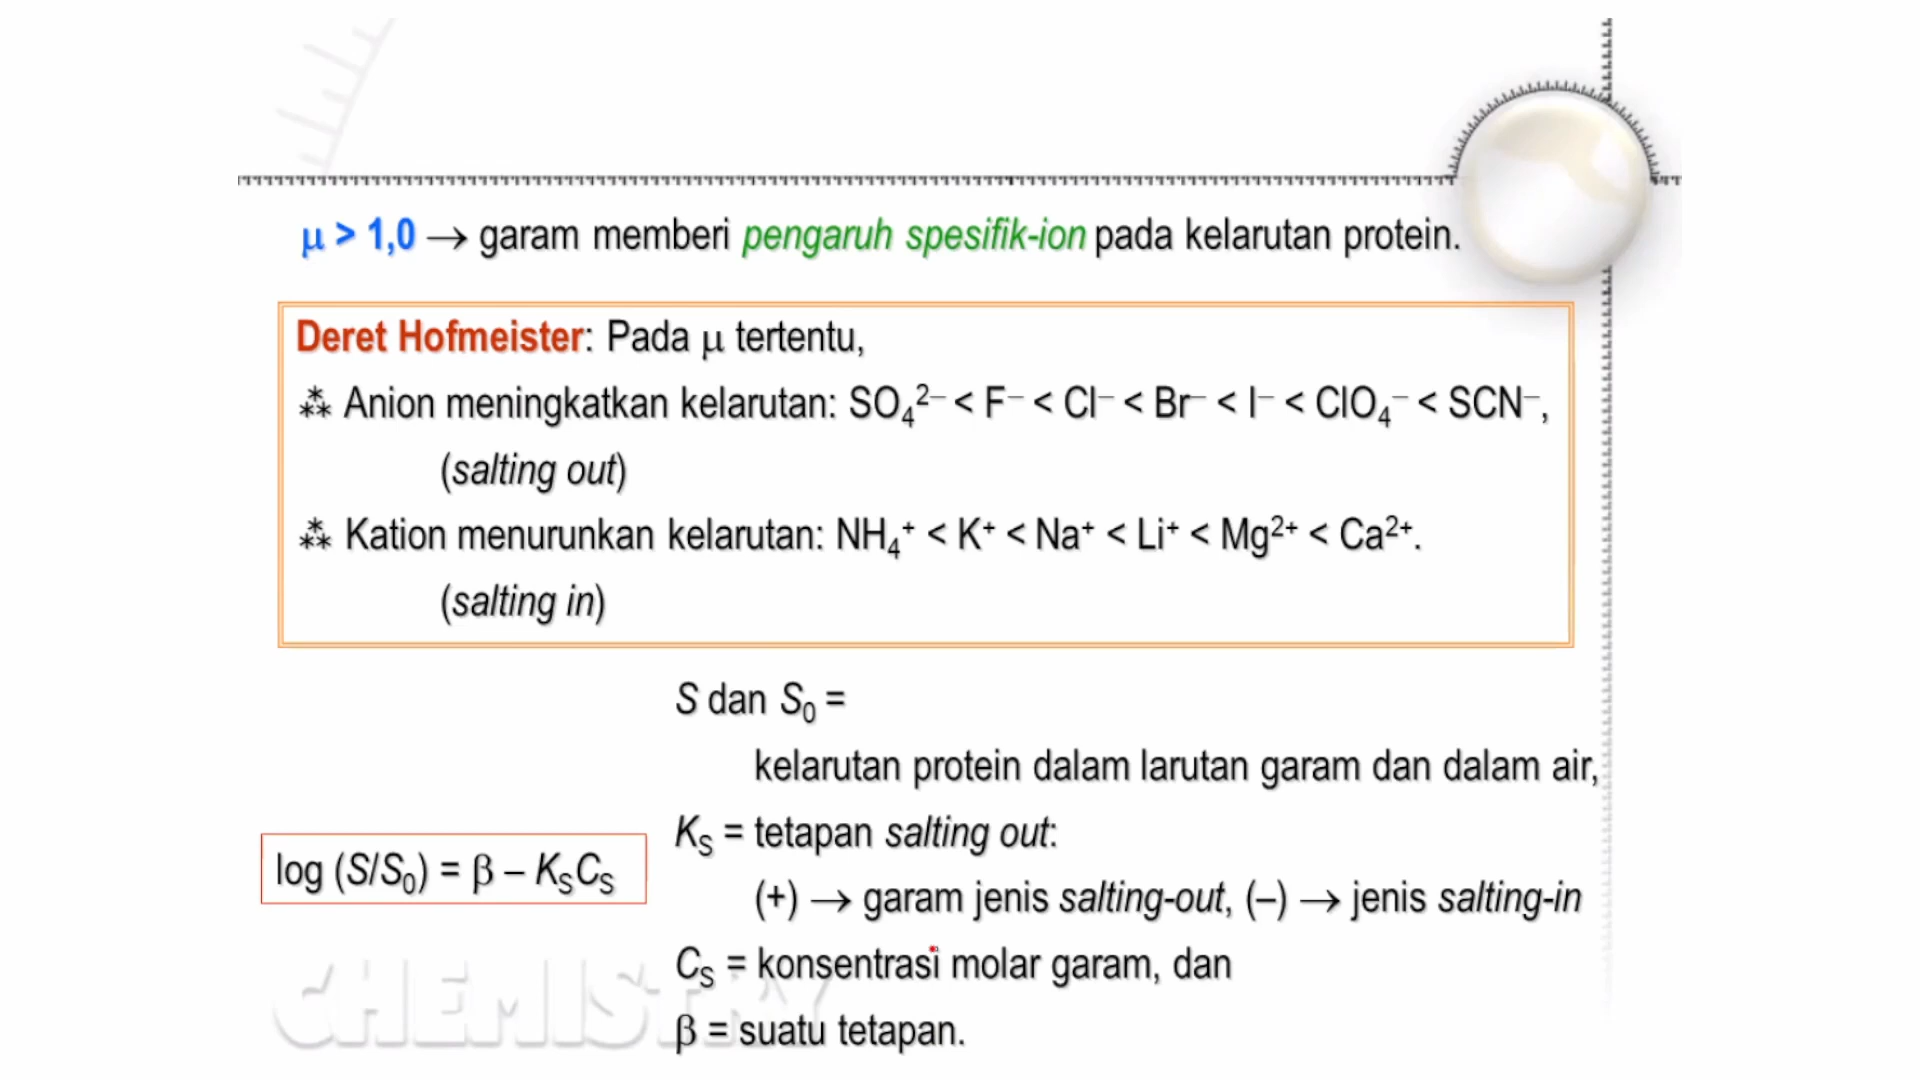 μ > 1,0 → garam memberi pengaruh spesifik-ion pada kelarutan protein.
Deret Hofmeister: Pada μ tertentu,
⁂ Anion meningkatkan kelarutan: SO₄²⁻ < F⁻ < Cl⁻ < Br⁻ < I⁻ < ClO₄⁻ < SCN⁻,
(salting out)
⁂ Kation menurunkan kelarutan: NH₄⁺ < K⁺ < Na⁺ < Li⁺ < Mg²⁺ < Ca²⁺.
(salting in)
S dan S₀ =
kelarutan protein dalam larutan garam dan dalam air,
log (S/S₀) = β – KₛCₛ
Kₛ = tetapan salting out:
(+) → garam jenis salting-out, (–) → jenis salting-in
Cₛ = konsentrasi molar garam, dan
β = suatu tetapan.
CHEMISTRY